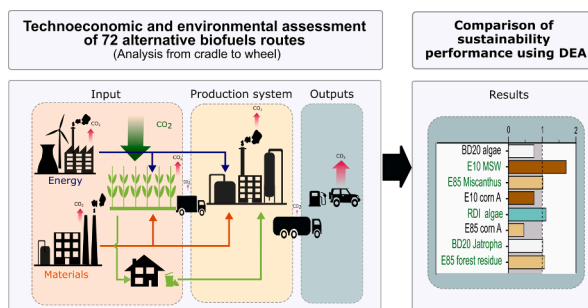 Technoeconomic and environmental assessment
of 72 alternative biofuels routes
(Analysis from cradle to wheel)
Comparison of
sustainability
performance using DEA
Input
Production system
Outputs
Results
CO₂
CO₂
CO₂
CO₂
CO₂
CO₂
CO₂
CO₂
Energy
Materials
0
1
2
BD20 algae
E10 MSW
E85 Miscanthus
E10 corn A
RDI algae
E85 corn A
BD20 Jatropha
E85 forest residue